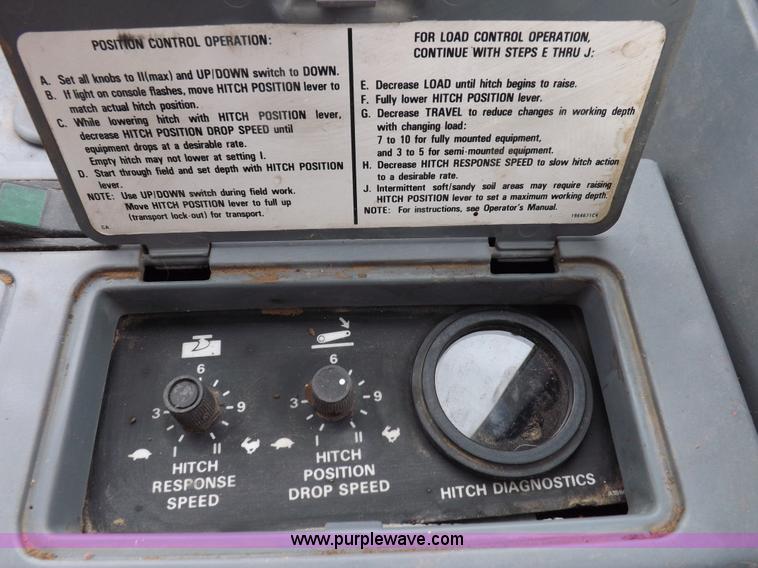 POSITION CONTROL OPERATION:
A. Set all knobs to II(max) and UP/DOWN switch to DOWN.
B. If light on console flashes, move HITCH POSITION lever to
match actual hitch position.
C. While lowering hitch with HITCH POSITION lever,
decrease HITCH POSITION DROP SPEED until
equipment drops at a desirable rate.
Empty hitch may not lower at setting I.
D. Start through field and set depth with HITCH POSITION
lever.
NOTE: Use UP/DOWN switch during field work.
Move HITCH POSITION lever to full up
(transport lock-out) for transport.
CA
FOR LOAD CONTROL OPERATION,
CONTINUE WITH STEPS E THRU J:
E. Decrease LOAD until hitch begins to raise.
F. Fully lower HITCH POSITION lever.
G. Decrease TRAVEL to reduce changes in working depth
with changing load:
7 to 10 for fully mounted equipment,
and 3 to 5 for semi-mounted equipment.
H. Decrease HITCH RESPONSE SPEED to slow hitch action
to a desirable rate.
J. Intermittent soft/sandy soil areas may require raising
HITCH POSITION lever to set a maximum working depth.
NOTE: For instructions, see Operator's Manual.
1964671C4
6
3 9
1 11
HITCH
RESPONSE
SPEED
6
3 9
1 11
HITCH
POSITION
DROP SPEED
HITCH DIAGNOSTICS
www.purplewave.com